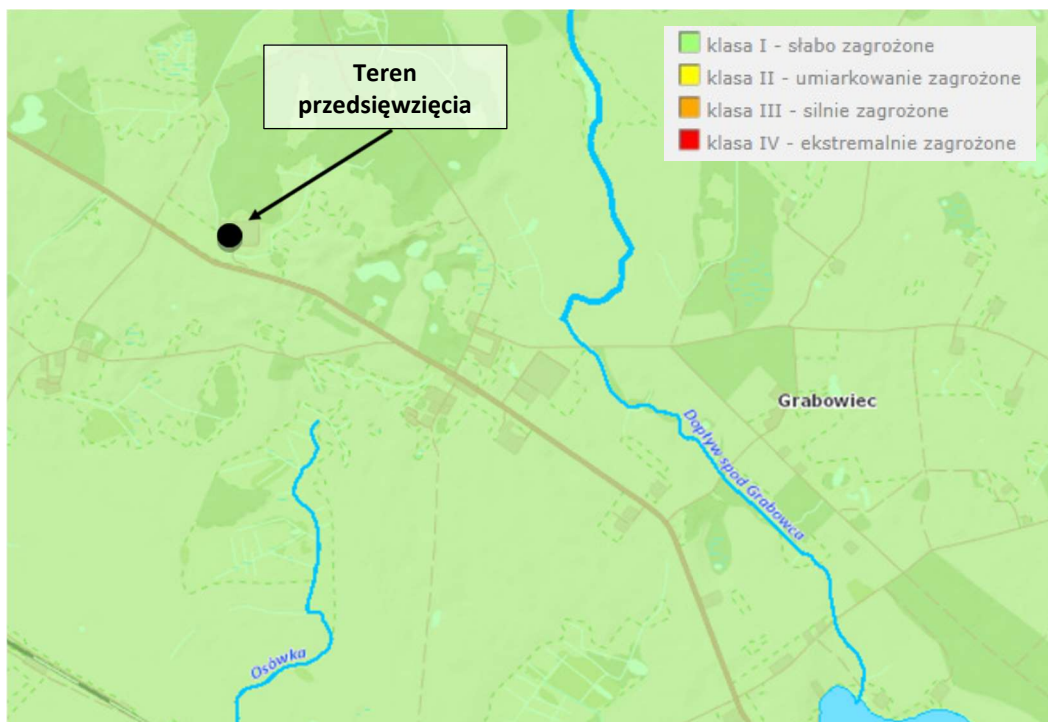 Teren
przedsięwzięcia
klasa I - słabo zagrożone
klasa II - umiarkowanie zagrożone
klasa III - silnie zagrożone
klasa IV - ekstremalnie zagrożone
Grabowiec
Dopływ spod Grabowca
Osówka